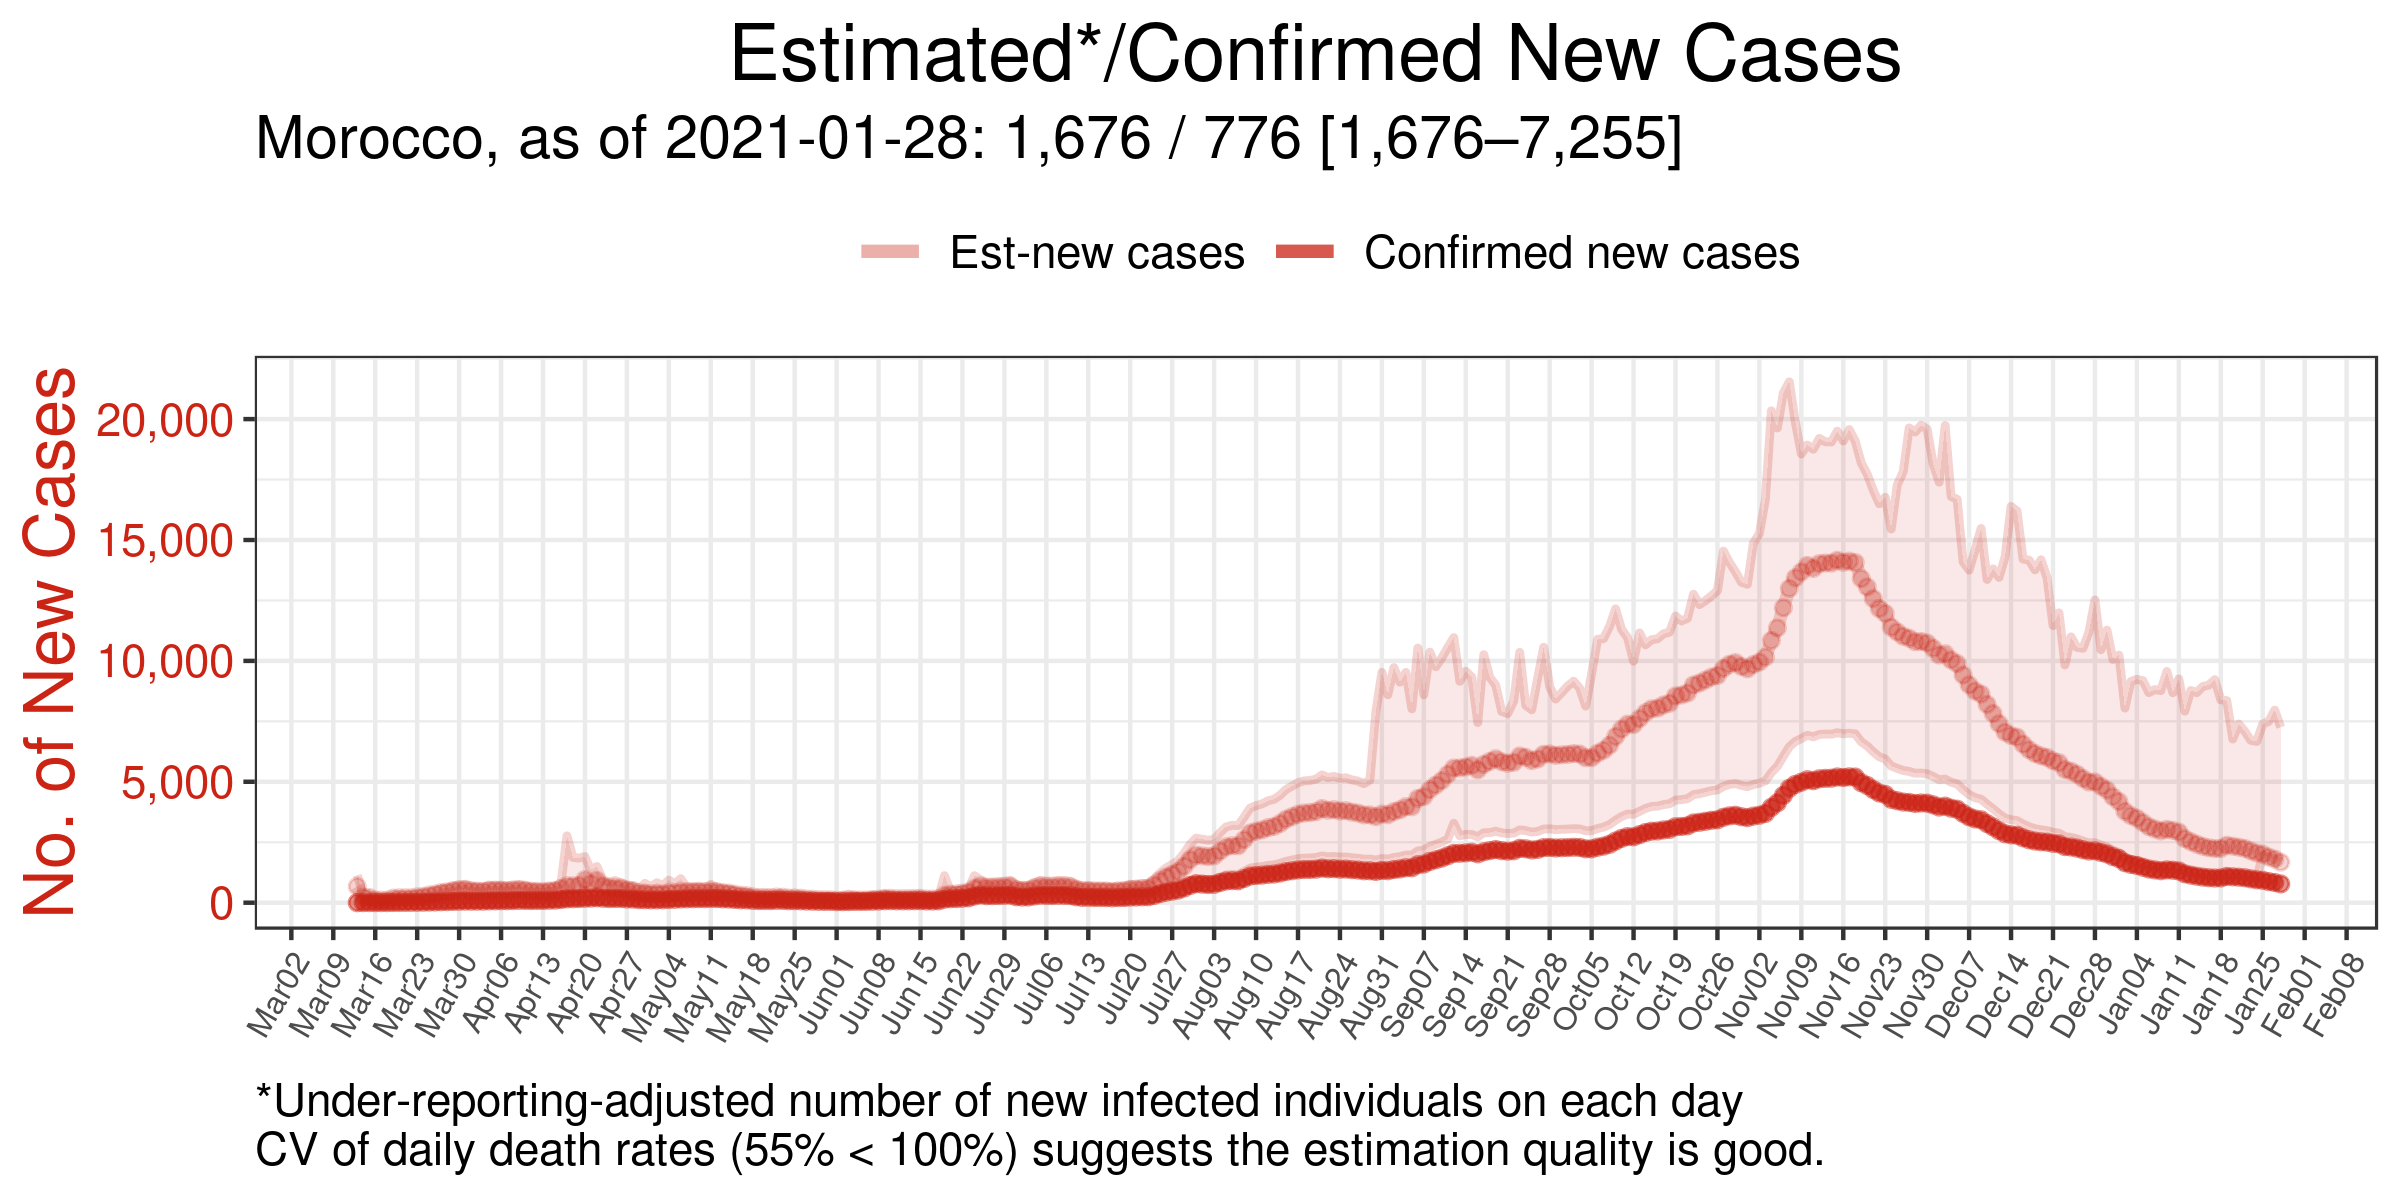 Estimated*/Confirmed New Cases
Morocco, as of 2021-01-28: 1,676 / 776 [1,676–7,255]
Est-new cases
Confirmed new cases
No. of New Cases
20,000
15,000
10,000
5,000
0
Mar02
Mar09
Mar16
Mar23
Mar30
Apr06
Apr13
Apr20
Apr27
May04
May11
May18
May25
Jun01
Jun08
Jun15
Jun22
Jun29
Jul06
Jul13
Jul20
Jul27
Aug03
Aug10
Aug17
Aug24
Aug31
Sep07
Sep14
Sep21
Sep28
Oct05
Oct12
Oct19
Oct26
Nov02
Nov09
Nov16
Nov23
Nov30
Dec07
Dec14
Dec21
Dec28
Jan04
Jan11
Jan18
Jan25
Feb01
Feb08
*Under-reporting-adjusted number of new infected individuals on each day
CV of daily death rates (55% < 100%) suggests the estimation quality is good.